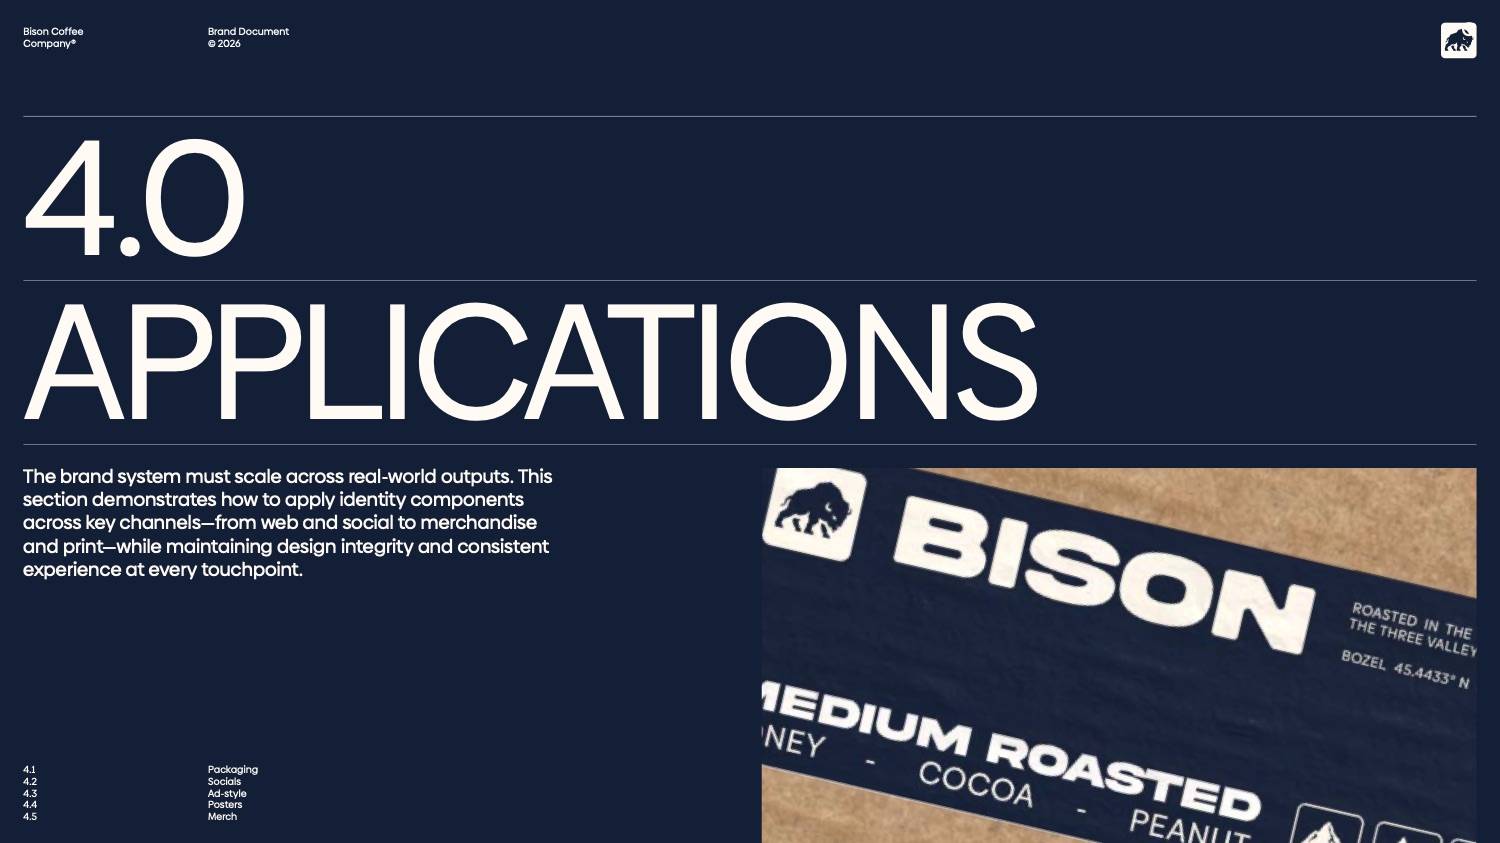 Bison Coffee
Company®
Brand Document
© 2026
4.0
APPLICATIONS
The brand system must scale across real-world outputs. This
section demonstrates how to apply identity components
across key channels—from web and social to merchandise
and print—while maintaining design integrity and consistent
experience at every touchpoint.
4.1 Packaging
4.2 Socials
4.3 Ad-style
4.4 Posters
4.5 Merch
BISON
ROASTED IN THE
THE THREE VALLEY
BOZEL 45.4433° N
MEDIUM ROASTED
ONEY - COCOA - PEANUT